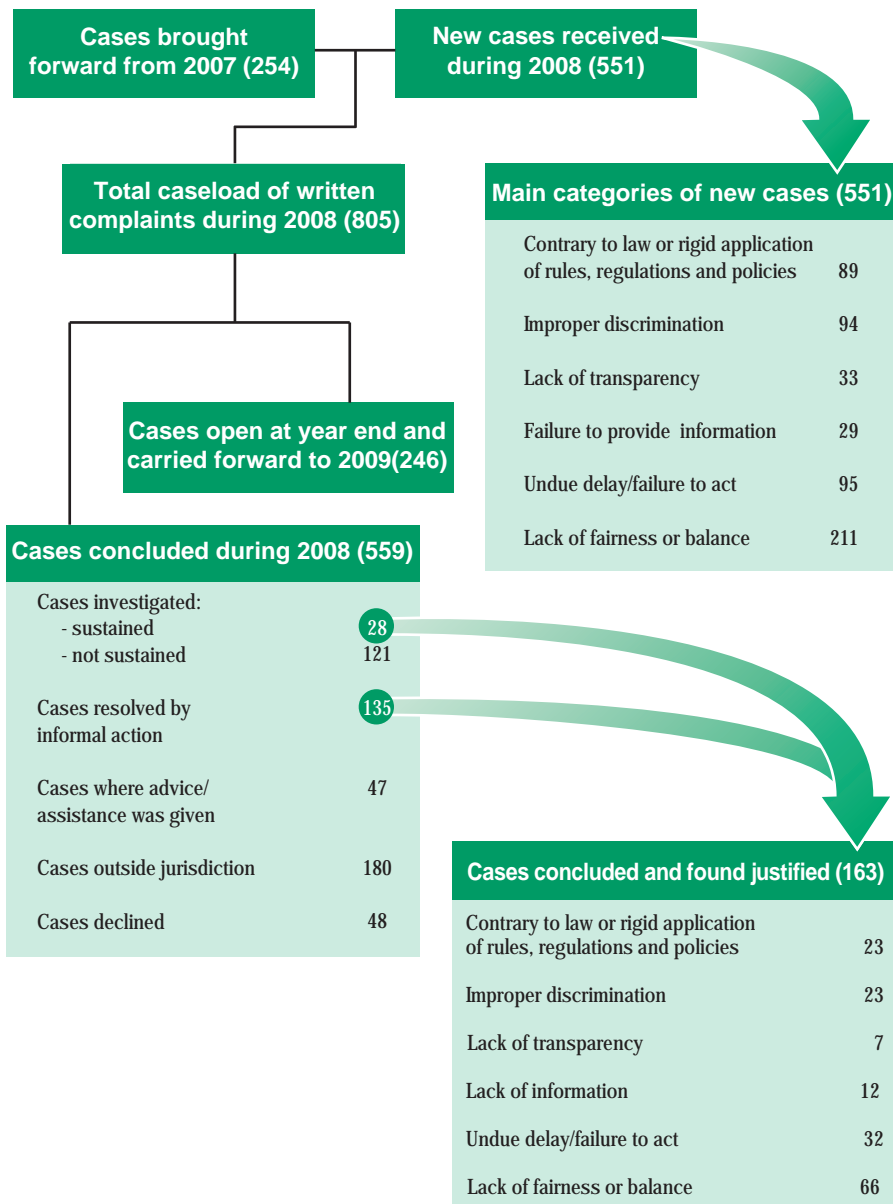 Cases brought
forward from 2007 (254)
New cases received
during 2008 (551)
Total caseload of written
complaints during 2008 (805)
Main categories of new cases (551)
Contrary to law or rigid application
of rules, regulations and policies 89
Improper discrimination 94
Lack of transparency 33
Failure to provide information 29
Undue delay/failure to act 95
Lack of fairness or balance 211
Cases open at year end and
carried forward to 2009(246)
Cases concluded during 2008 (559)
Cases investigated:
- sustained 28
- not sustained 121
Cases resolved by 135
informal action
Cases where advice/ 47
assistance was given
Cases outside jurisdiction 180
Cases declined 48
Cases concluded and found justified (163)
Contrary to law or rigid application
of rules, regulations and policies 23
Improper discrimination 23
Lack of transparency 7
Lack of information 12
Undue delay/failure to act 32
Lack of fairness or balance 66